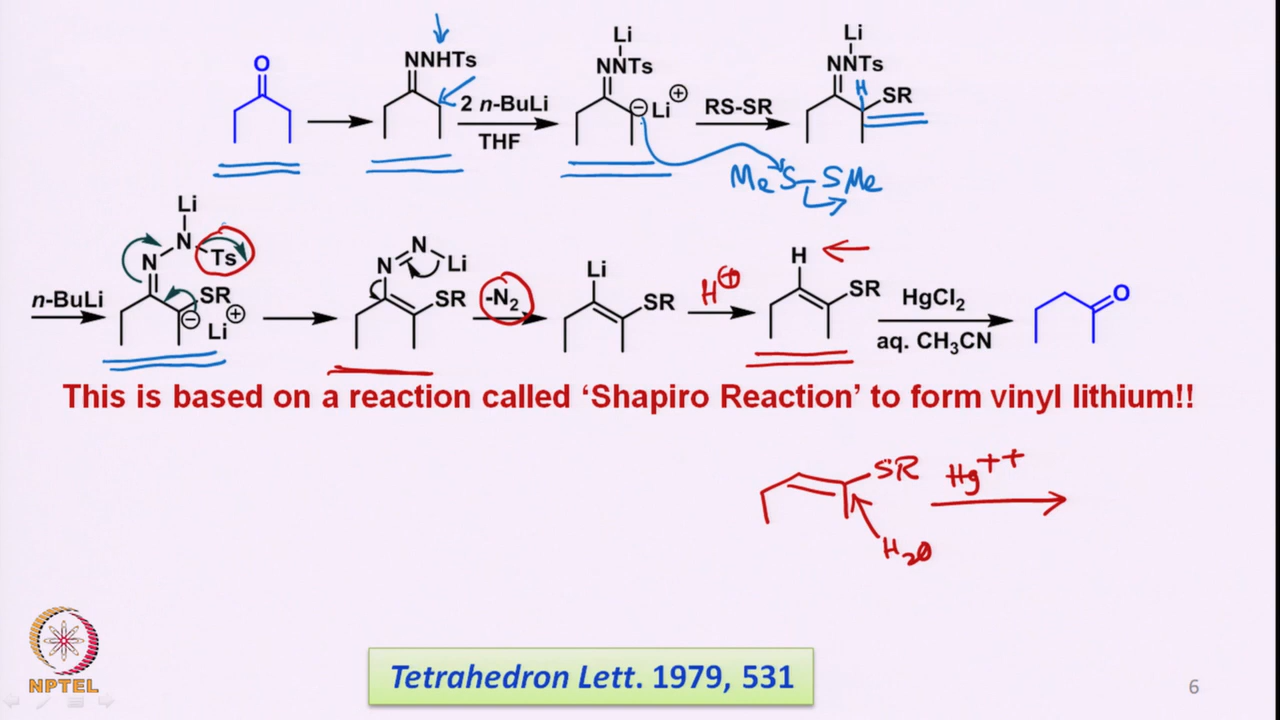 O
NNHTs
2 n-BuLi
THF
Li
NNTs
⊖ Li ⊕
RS-SR
Li
NNTs
H
SR
MeS-SMe
n-BuLi
Li
N
N
Ts
SR
⊖ ⊕
Li
N
N
Li
SR
-N2
Li
SR
H⊕
H
SR
HgCl2
aq. CH3CN
O
This is based on a reaction called ‘Shapiro Reaction’ to form vinyl lithium!!
SR
Hg++
H2O
NPTEL
Tetrahedron Lett. 1979, 531
6